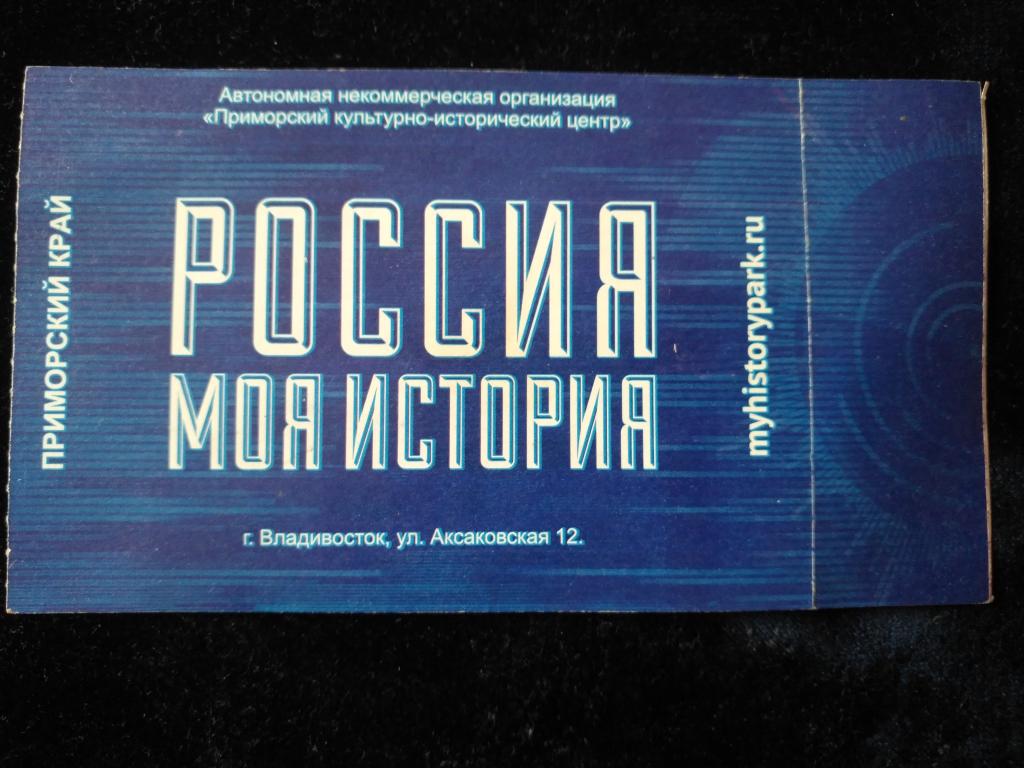 Автономная некоммерческая организация
«Приморский культурно-исторический центр»
ПРИМОРСКИЙ КРАЙ
РОССИЯ
МОЯ ИСТОРИЯ
myhistorypark.ru
г. Владивосток, ул. Аксаковская 12.